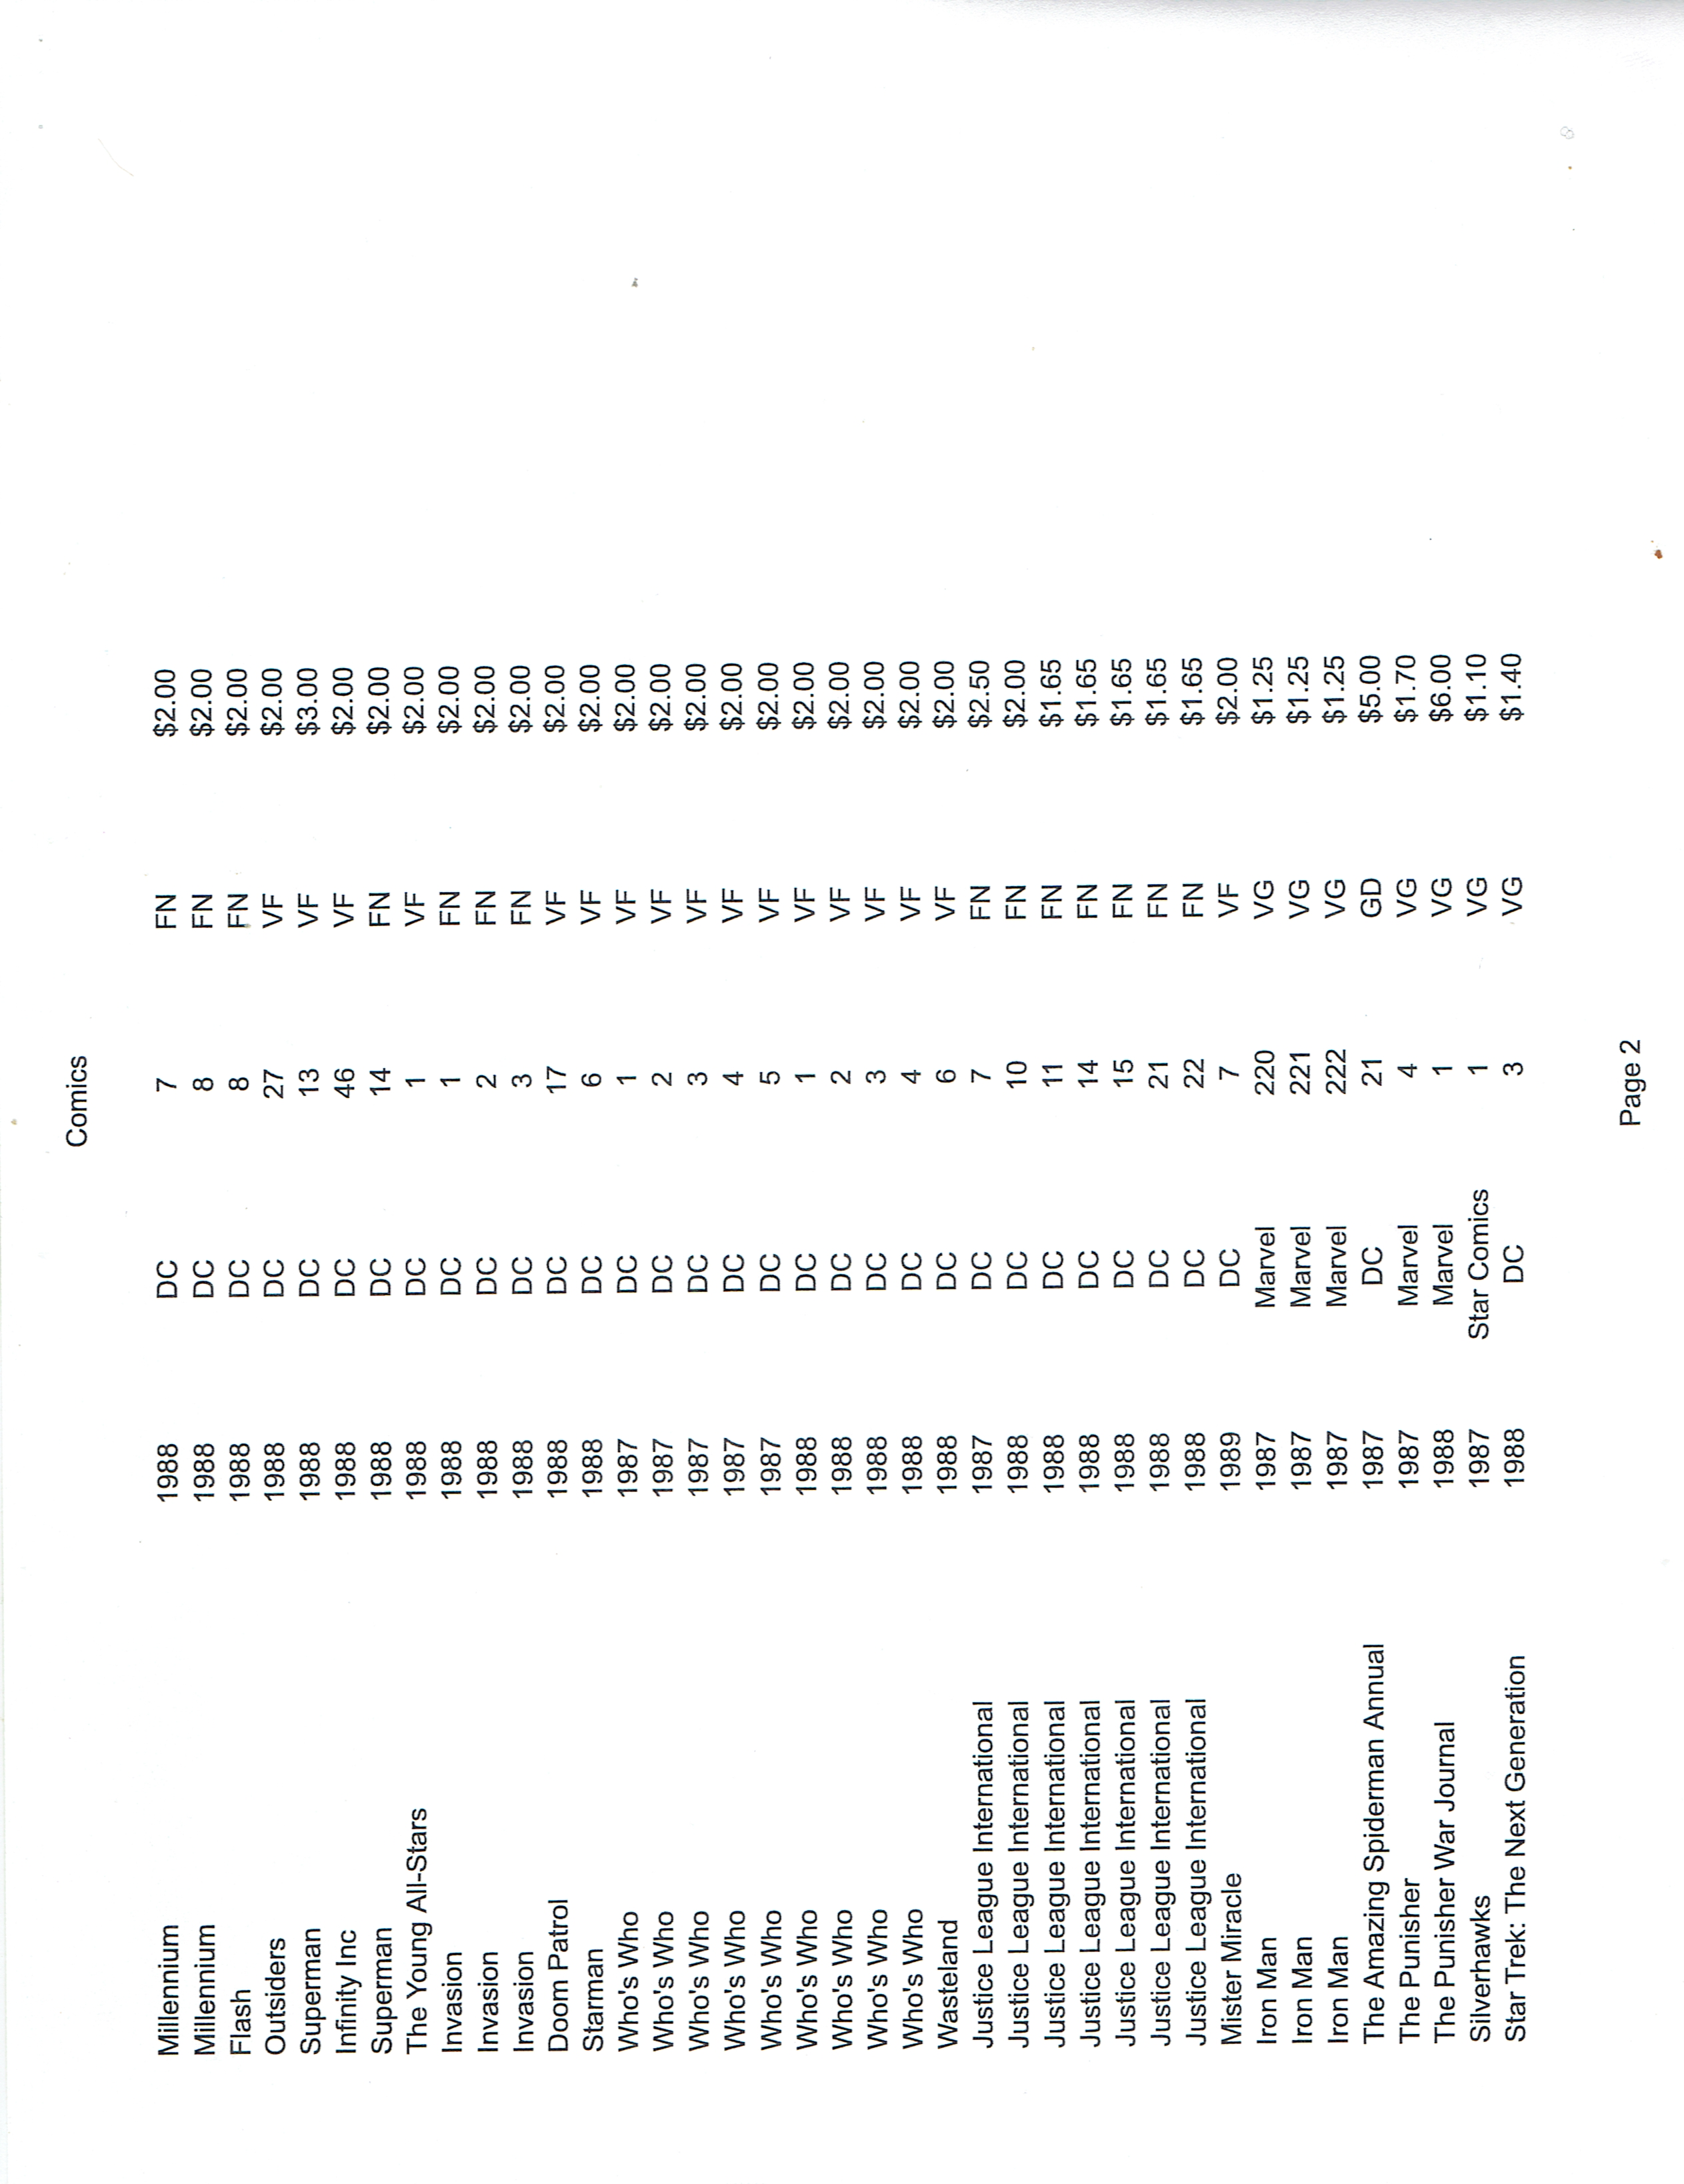 Comics
Millennium 1988 DC 7 FN $2.00
Millennium 1988 DC 8 FN $2.00
Flash 1988 DC 8 FN $2.00
Outsiders 1988 DC 27 VF $2.00
Superman 1988 DC 13 VF $3.00
Infinity Inc 1988 DC 46 VF $2.00
Superman 1988 DC 14 FN $2.00
The Young All-Stars 1988 DC 1 VF $2.00
Invasion 1988 DC 1 FN $2.00
Invasion 1988 DC 2 FN $2.00
Invasion 1988 DC 3 FN $2.00
Doom Patrol 1988 DC 17 VF $2.00
Starman 1988 DC 6 VF $2.00
Who's Who 1987 DC 1 VF $2.00
Who's Who 1987 DC 2 VF $2.00
Who's Who 1987 DC 3 VF $2.00
Who's Who 1987 DC 4 VF $2.00
Who's Who 1987 DC 5 VF $2.00
Who's Who 1988 DC 1 VF $2.00
Who's Who 1988 DC 2 VF $2.00
Who's Who 1988 DC 3 VF $2.00
Who's Who 1988 DC 4 VF $2.00
Wasteland 1988 DC 6 VF $2.00
Justice League International 1987 DC 7 FN $2.50
Justice League International 1988 DC 10 FN $2.00
Justice League International 1988 DC 11 FN $1.65
Justice League International 1988 DC 14 FN $1.65
Justice League International 1988 DC 15 FN $1.65
Justice League International 1988 DC 21 FN $1.65
Justice League International 1988 DC 22 FN $1.65
Mister Miracle 1989 DC 7 VF $2.00
Iron Man 1987 Marvel 220 VG $1.25
Iron Man 1987 Marvel 221 VG $1.25
Iron Man 1987 Marvel 222 VG $1.25
The Amazing Spiderman Annual 1987 DC 21 GD $5.00
The Punisher 1987 Marvel 4 VG $1.70
The Punisher War Journal 1988 Marvel 1 VG $6.00
Silverhawks 1987 Star Comics 1 VG $1.10
Star Trek: The Next Generation 1988 DC 3 VG $1.40
Page 2